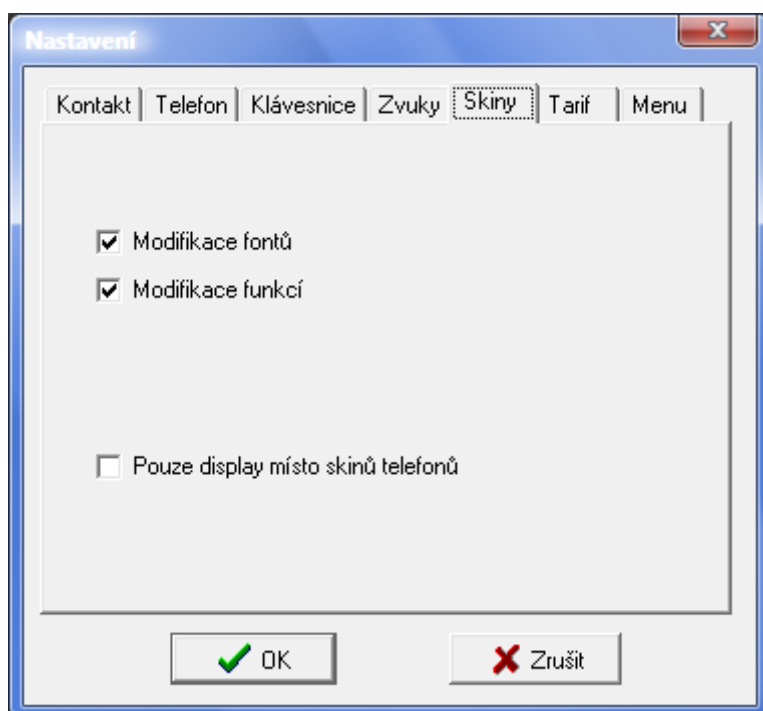 Nastavení
Kontakt Telefon Klávesnice Zvuky Skiny Tarif Menu
Modifikace fontů
Modifikace funkcí
Pouze display místo skinů telefonů
OK Zrušit